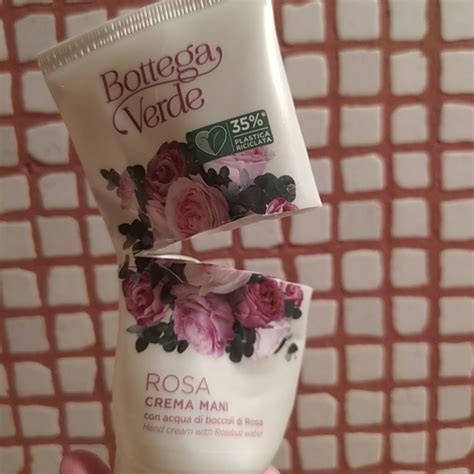 Bottega
Verde
35%*
PLASTICA
RICICLATA
ROSA
CREMA MANI
con acqua di boccioli di Rosa
Hand cream with Rosebud water